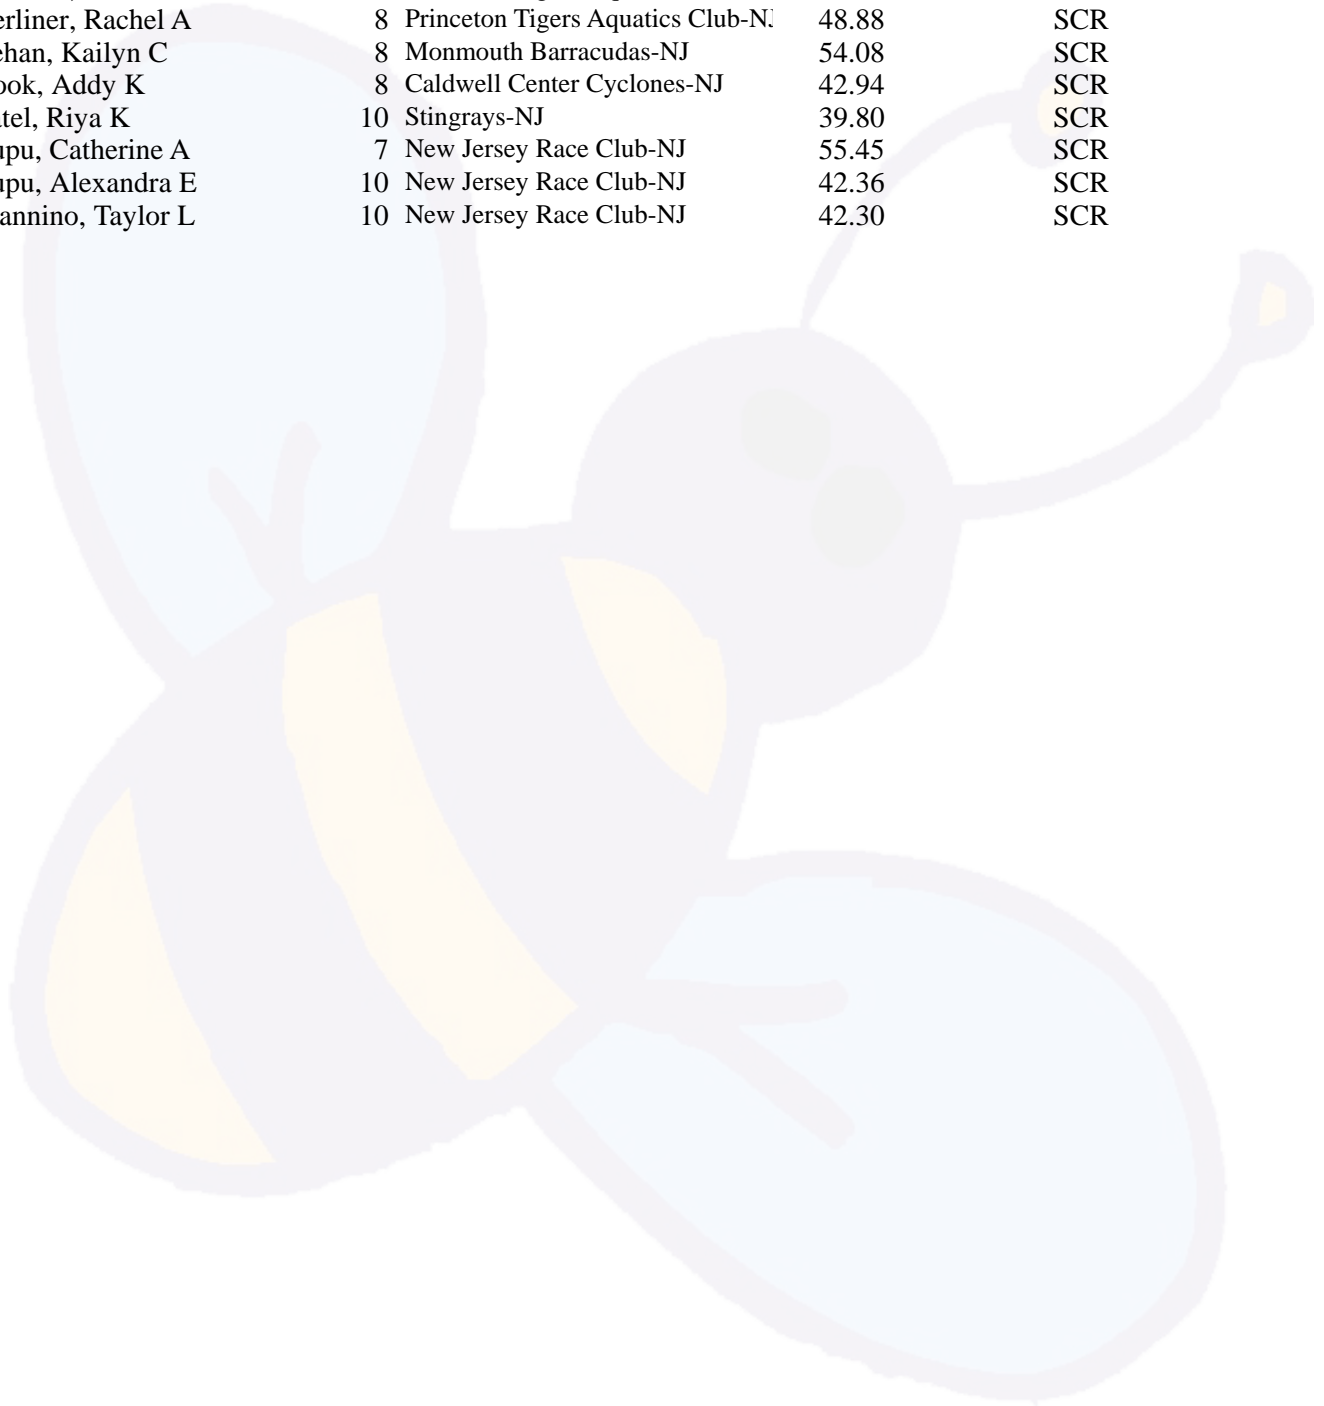 erliner, Rachel A 8 Princeton Tigers Aquatics Club-NJ 48.88 SCR
ehan, Kailyn C 8 Monmouth Barracudas-NJ 54.08 SCR
ook, Addy K 8 Caldwell Center Cyclones-NJ 42.94 SCR
atel, Riya K 10 Stingrays-NJ 39.80 SCR
upu, Catherine A 7 New Jersey Race Club-NJ 55.45 SCR
upu, Alexandra E 10 New Jersey Race Club-NJ 42.36 SCR
annino, Taylor L 10 New Jersey Race Club-NJ 42.30 SCR